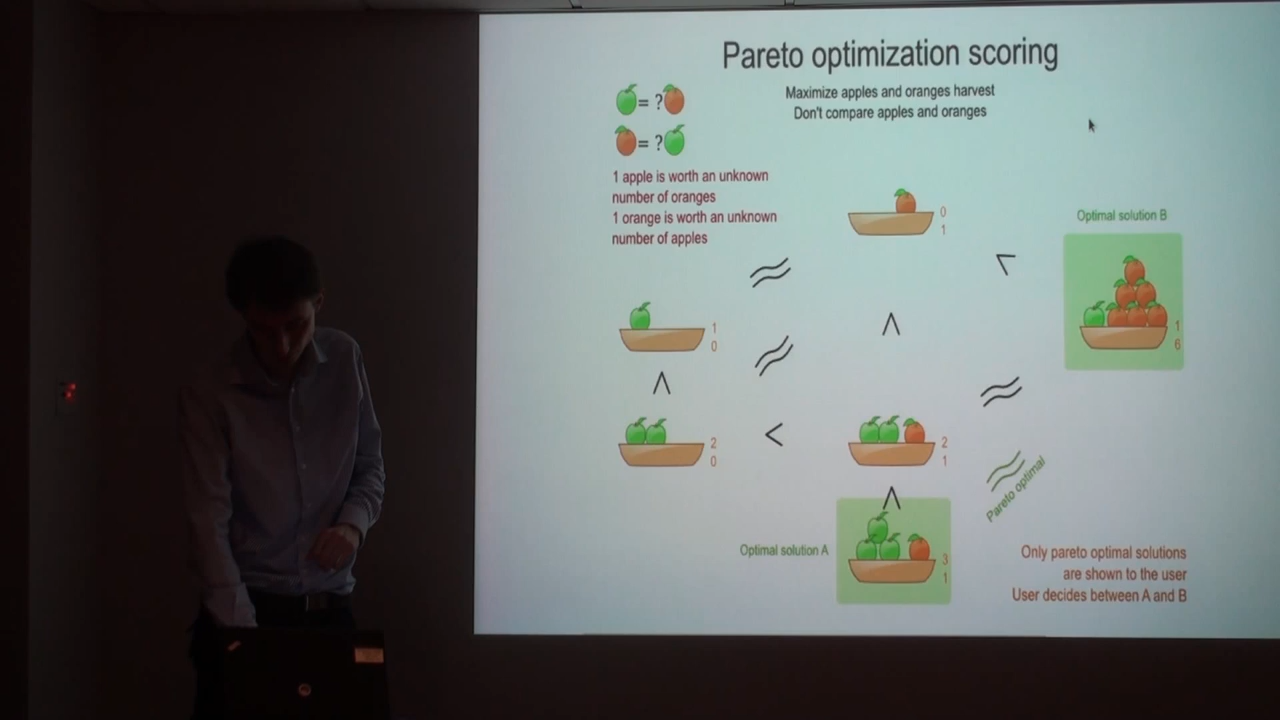 Pareto optimization scoring
Maximize apples and oranges harvest
Don't compare apples and oranges
= ?
= ?
1 apple is worth an unknown
number of oranges
1 orange is worth an unknown
number of apples
0
1
Optimal solution B
≈
<
1
0
≈
<
1
6
<
≈
2
0
<
2
1
≈
Pareto optimal
<
Optimal solution A
3
1
Only pareto optimal solutions
are shown to the user
User decides between A and B